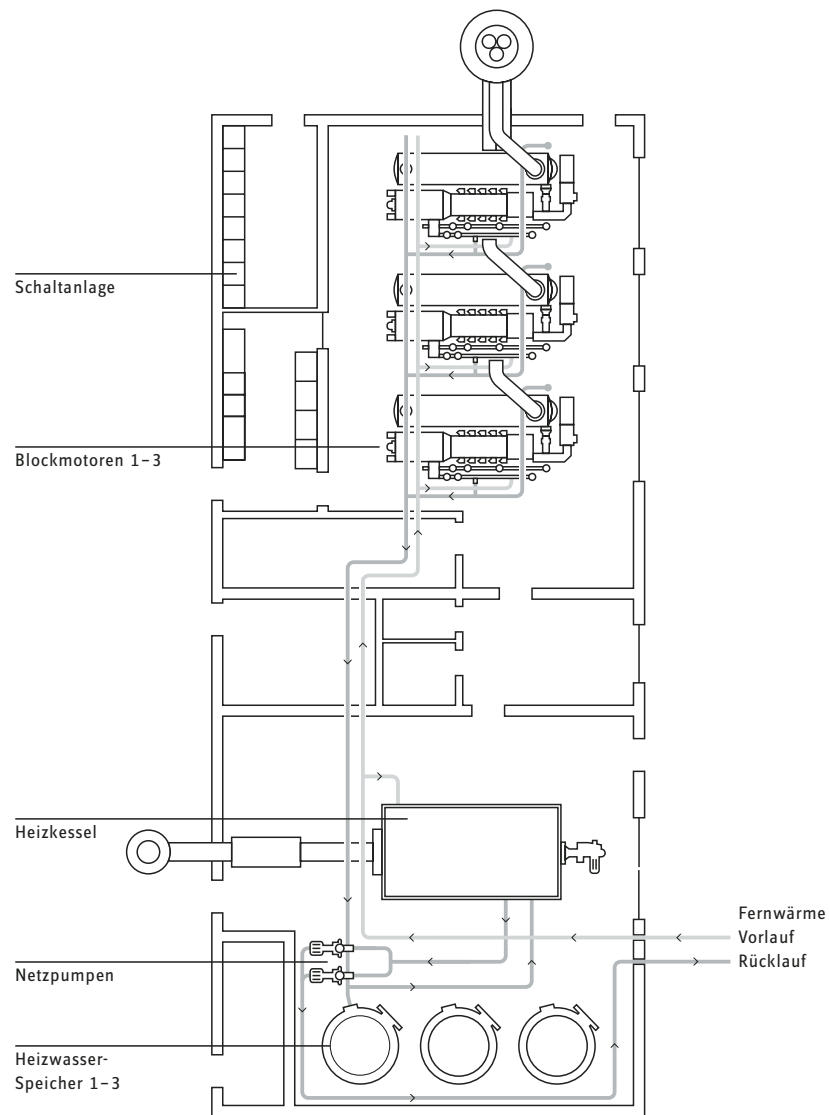 Schaltanlage
Blockmotoren 1–3
Heizkessel
Fernwärme
Vorlauf
Rücklauf
Netzpumpen
Heizwasser-
Speicher 1–3